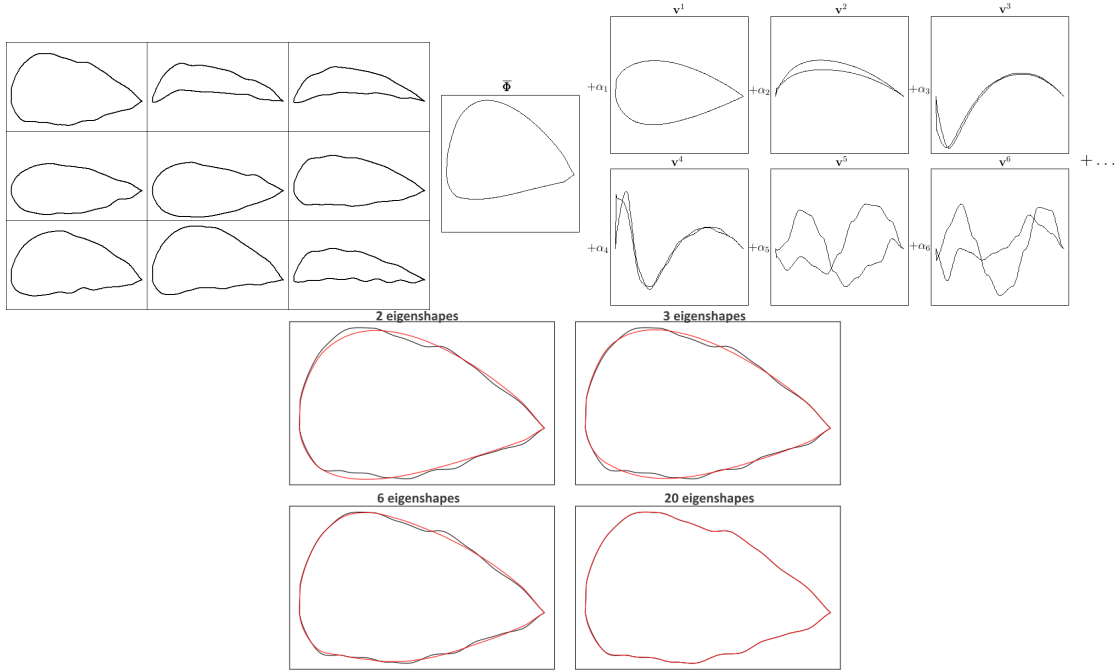 Φ̅
+α₁
v¹
+α₂
v²
+α₃
v³
+α₄
v⁴
+α₅
v⁵
+α₆
v⁶
+ ...
2 eigenshapes
3 eigenshapes
6 eigenshapes
20 eigenshapes